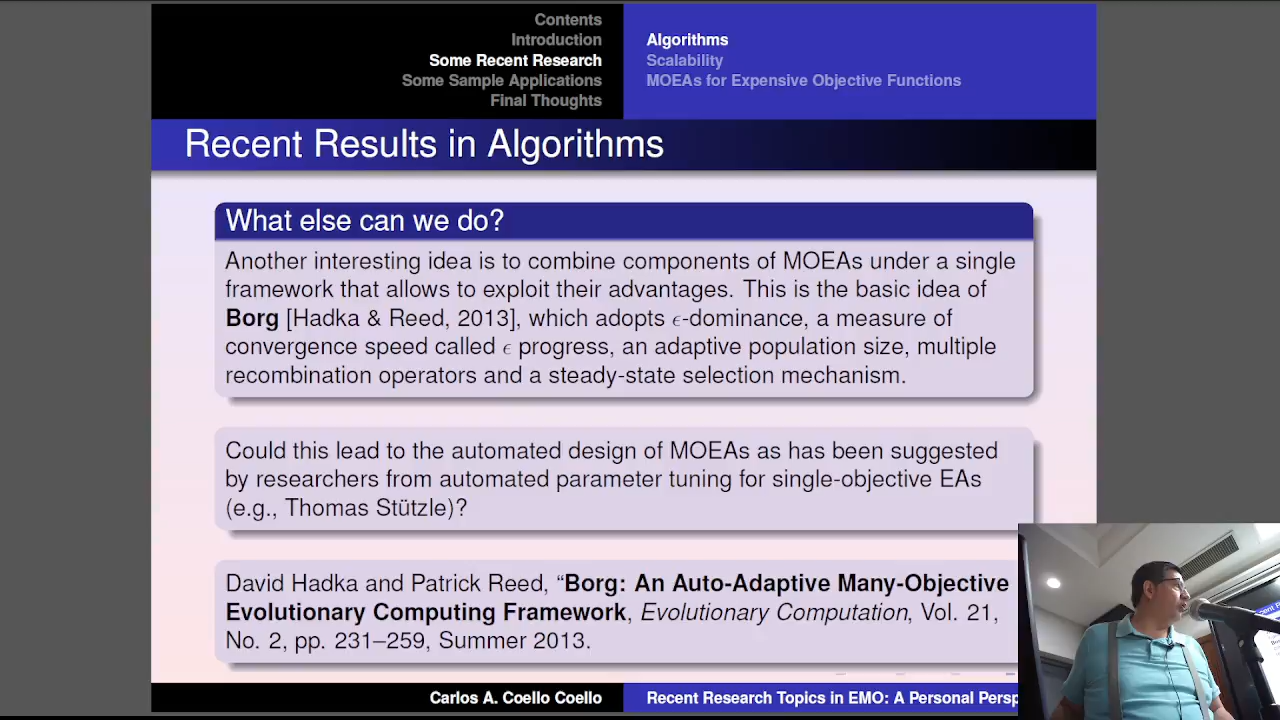 Contents
Introduction
Some Recent Research
Some Sample Applications
Final Thoughts
Algorithms
Scalability
MOEAs for Expensive Objective Functions
Recent Results in Algorithms
What else can we do?
Another interesting idea is to combine components of MOEAs under a single
framework that allows to exploit their advantages. This is the basic idea of
Borg [Hadka & Reed, 2013], which adopts ϵ-dominance, a measure of
convergence speed called ϵ progress, an adaptive population size, multiple
recombination operators and a steady-state selection mechanism.
Could this lead to the automated design of MOEAs as has been suggested
by researchers from automated parameter tuning for single-objective EAs
(e.g., Thomas Stützle)?
David Hadka and Patrick Reed, “Borg: An Auto-Adaptive Many-Objective
Evolutionary Computing Framework, Evolutionary Computation, Vol. 21,
No. 2, pp. 231–259, Summer 2013.
Carlos A. Coello Coello
Recent Research Topics in EMO: A Personal Persp